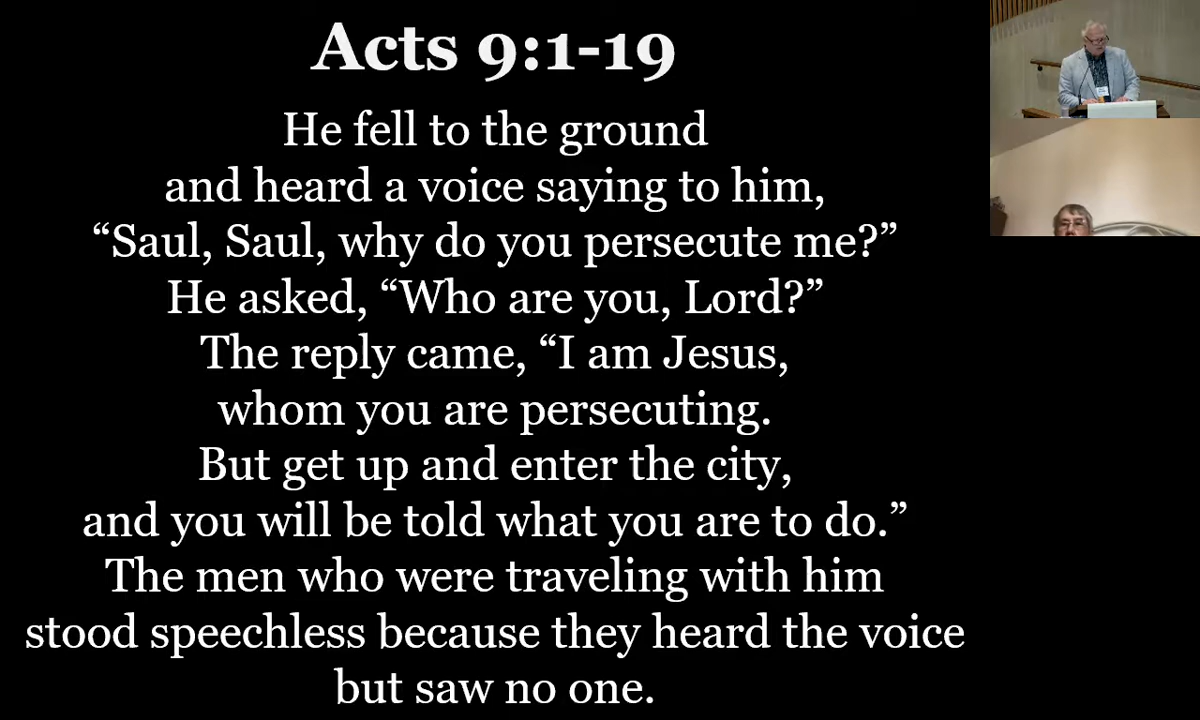 Acts 9:1-19
He fell to the ground
and heard a voice saying to him,
“Saul, Saul, why do you persecute me?”
He asked, “Who are you, Lord?”
The reply came, “I am Jesus,
whom you are persecuting.
But get up and enter the city,
and you will be told what you are to do.”
The men who were traveling with him
stood speechless because they heard the voice
but saw no one.